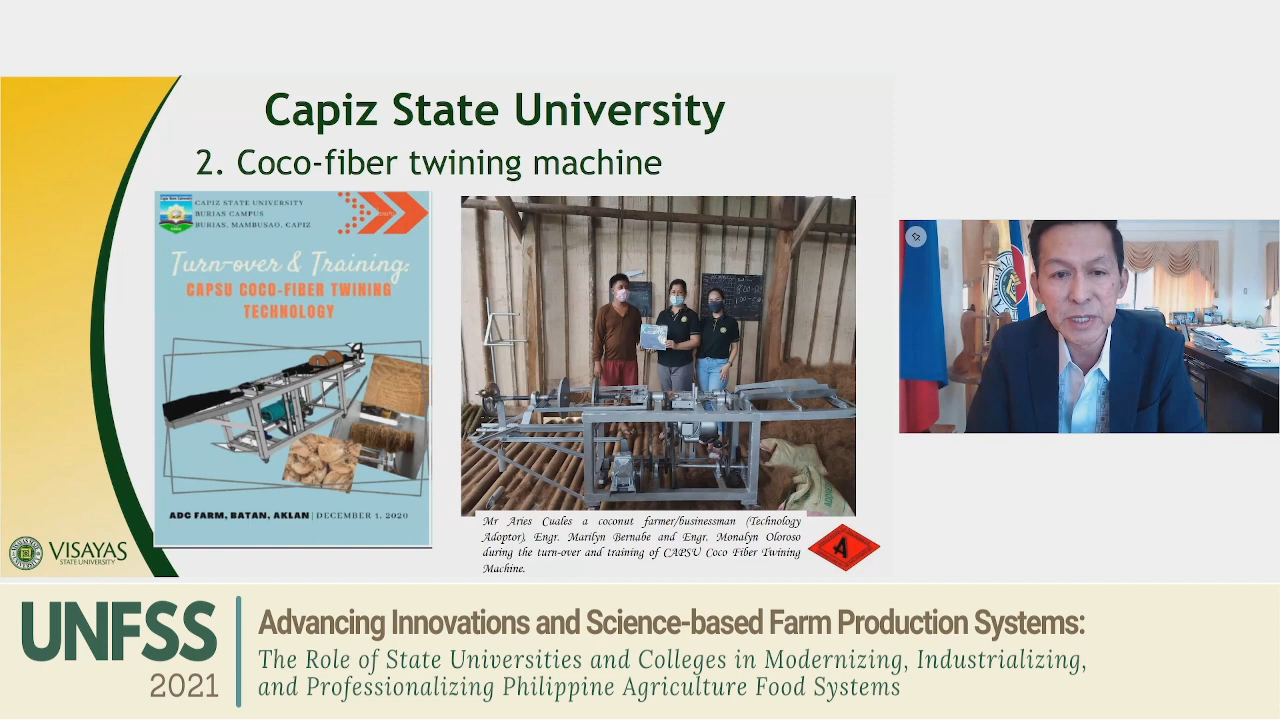 Capiz State University
2. Coco-fiber twining machine
CAPIZ STATE UNIVERSITY
BURIAS CAMPUS
BURIAS, MAMBUSAO, CAPIZ
Turn-over & Training:
CAPSU COCO-FIBER TWINING
TECHNOLOGY
ADC FARM, BATAN, AKLAN | DECEMBER 1, 2020
Mr Aries Cuales a coconut farmer/businessman (Technology
Adoptor), Engr. Marilyn Bernabe and Engr. Monalyn Oloroso
during the turn-over and training of CAPSU Coco Fiber Twining
Machine.
A
VISAYAS
STATE UNIVERSITY
UNFSS
2021
Advancing Innovations and Science-based Farm Production Systems:
The Role of State Universities and Colleges in Modernizing, Industrializing,
and Professionalizing Philippine Agriculture Food Systems